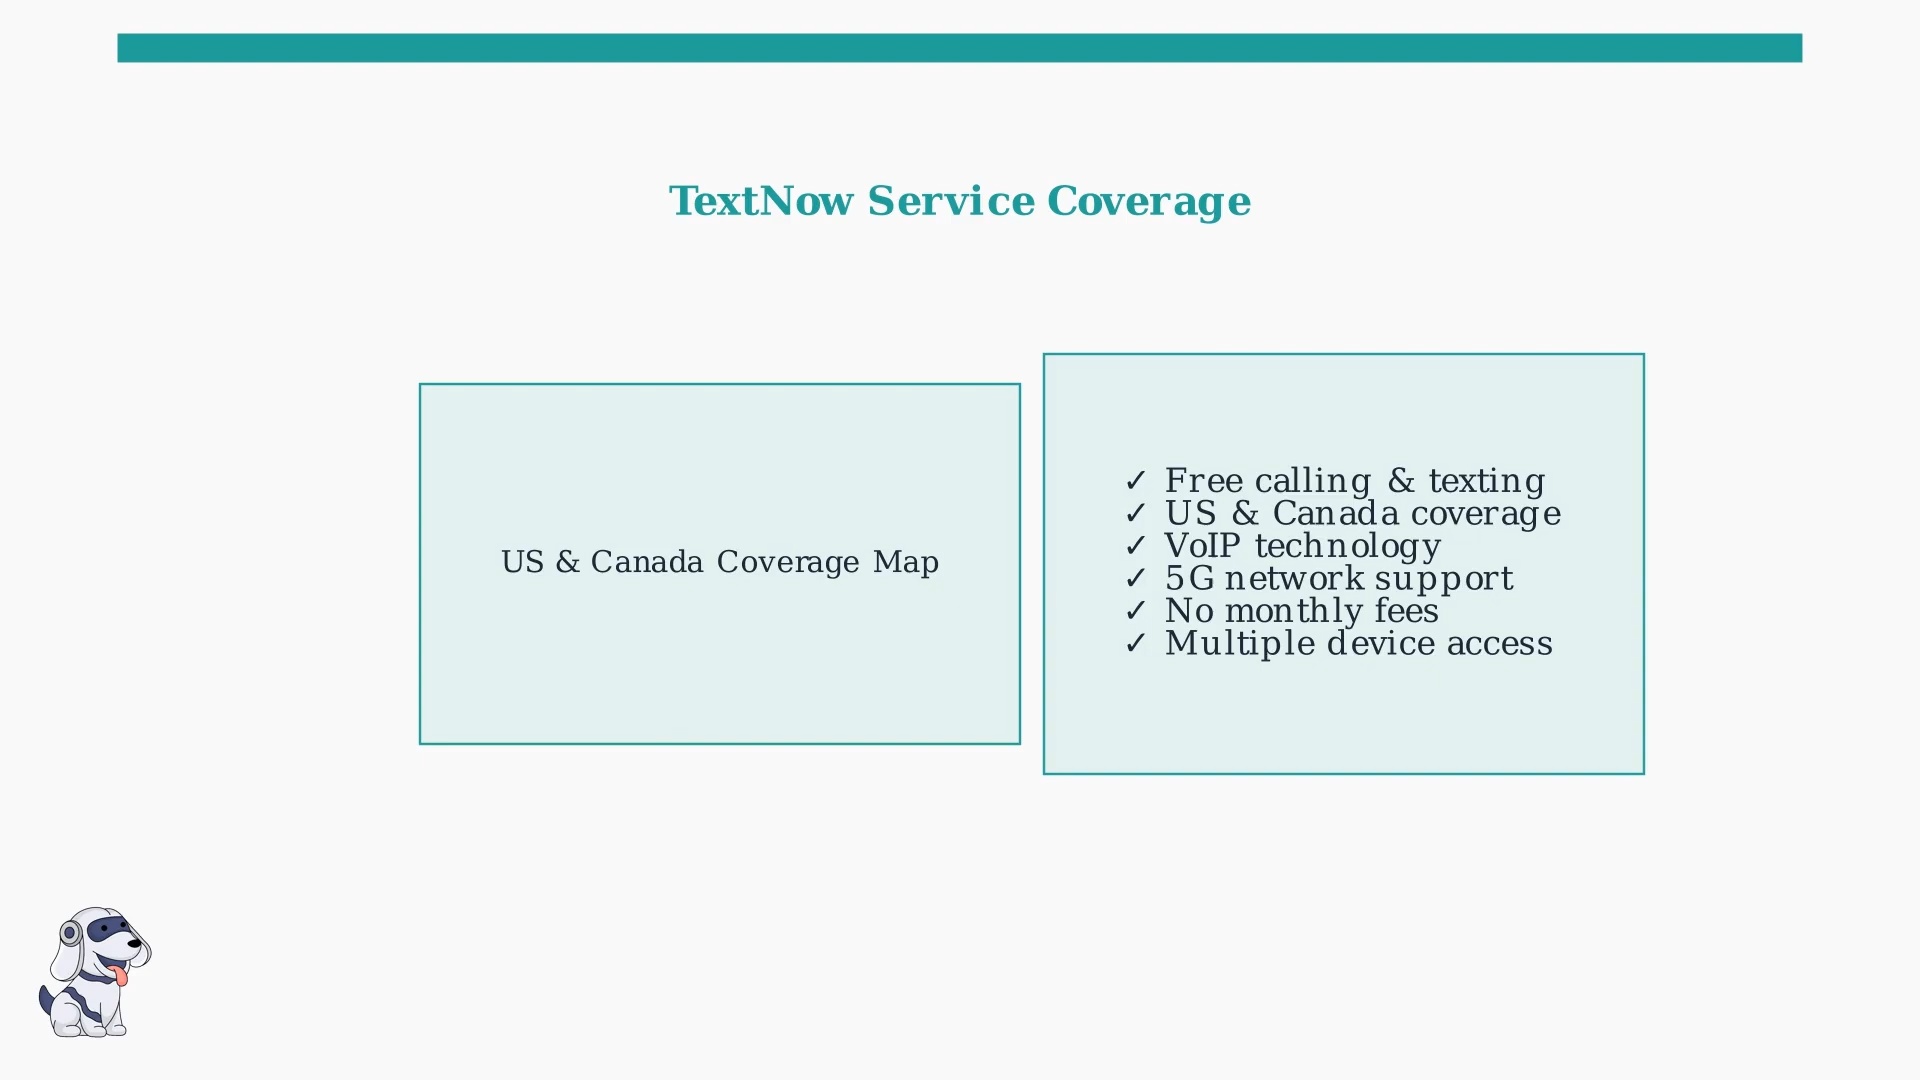 TextNow Service Coverage
US & Canada Coverage Map
✓ Free calling & texting
✓ US & Canada coverage
✓ VoIP technology
✓ 5G network support
✓ No monthly fees
✓ Multiple device access